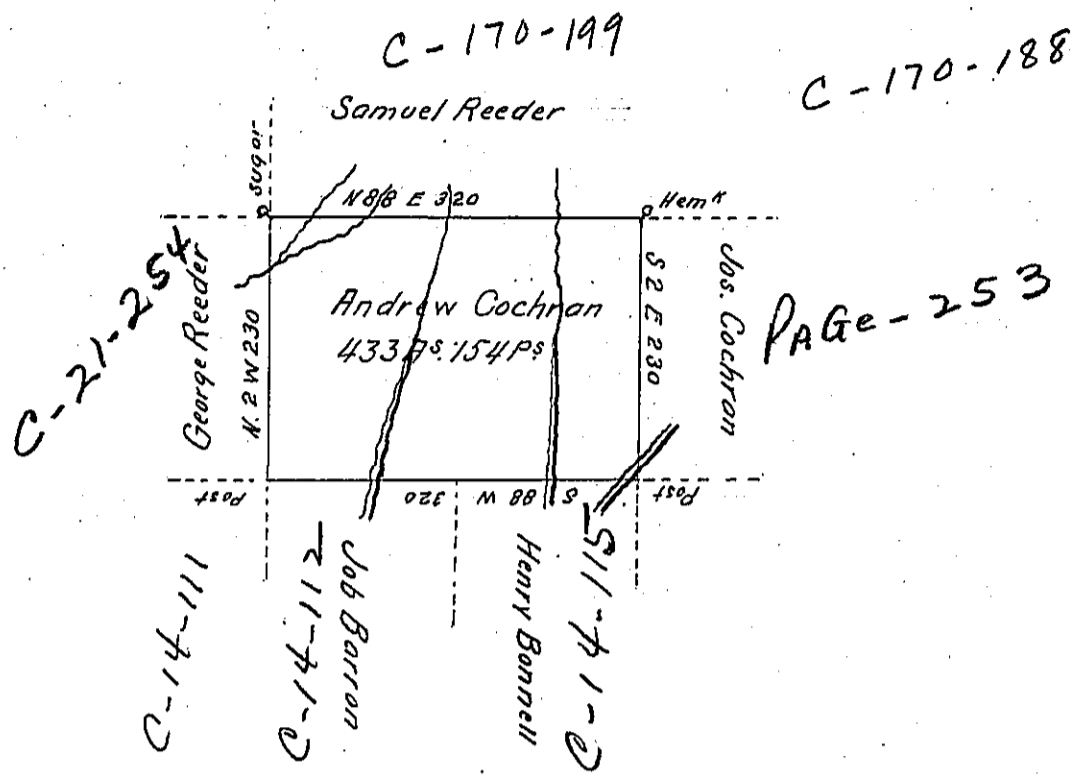 C-170-199
C-170-188
Samuel Reeder
Sugar
N 88 E 320
Hemk
C-21-254
George Reeder
N. 2 W 230
Andrew Cochran
433 As. 154 Ps
S 2 E 230
Jos. Cochron
PAGe-253
Post
S 88 W 320
Post
C-14-111
C-14-112
Job Barron
Henry Bonnell
C-14-115